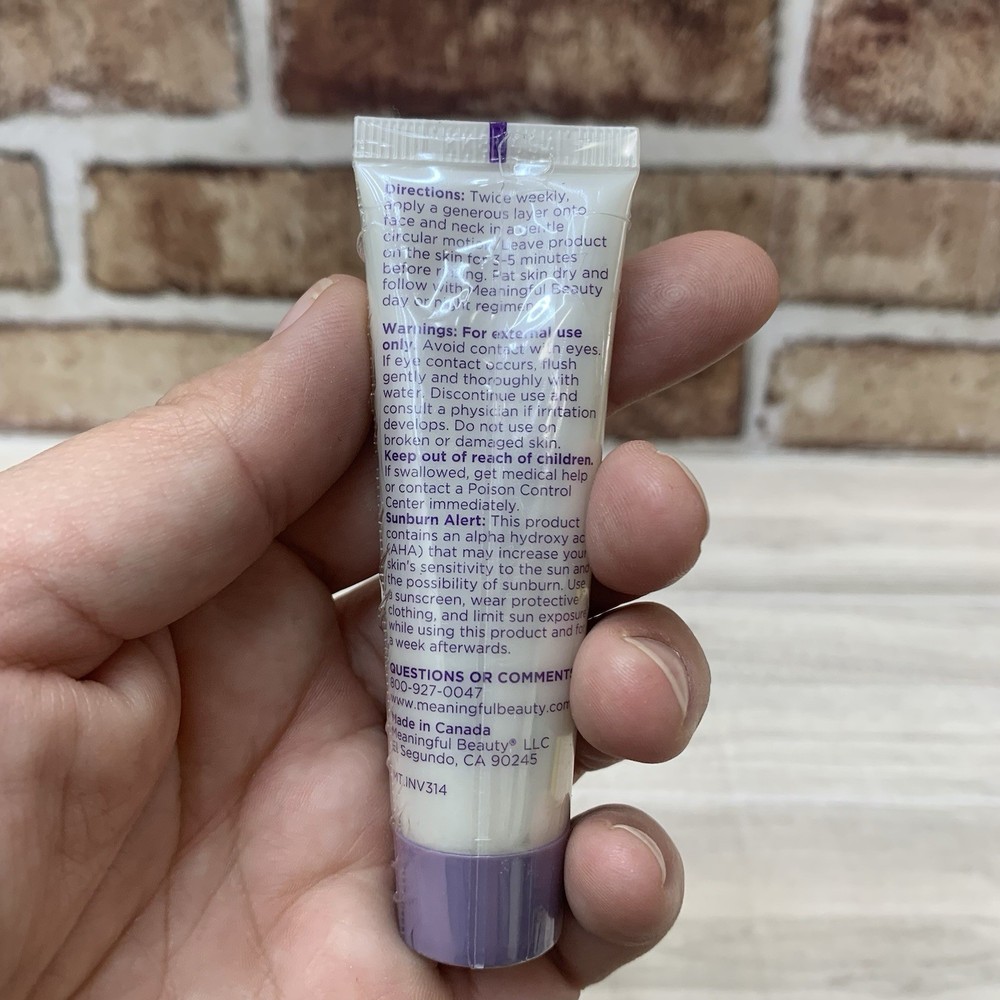 Directions: Twice weekly,
apply a generous layer onto
face and neck in a gentle
circular Leave product
on the skin for 3-5 minutes
before Pat skin dry and
follow with Meaningful Beauty
day or night
Warnings: For external use
only. Avoid contact with eyes.
If eye contact occurs, flush
gently and thoroughly with
water. Discontinue use and
consult a physician if irritation
develops. Do not use on
broken or damaged skin.
Keep out of reach of children.
If swallowed, get medical help
or contact a Poison Control
Center immediately.
Sunburn Alert: This product
contains an alpha hydroxy
(AHA) that may increase your
skin's sensitivity to the sun and
the possibility of sunburn. Use
a sunscreen, wear protective
clothing, and limit sun exposure
while using this product and for
a week afterwards.
QUESTIONS OR COMMENTS
800-927-0047
www.meaningfulbeauty.com
Made in Canada
Meaningful Beauty® LLC
El Segundo, CA 90245
MT.INV314